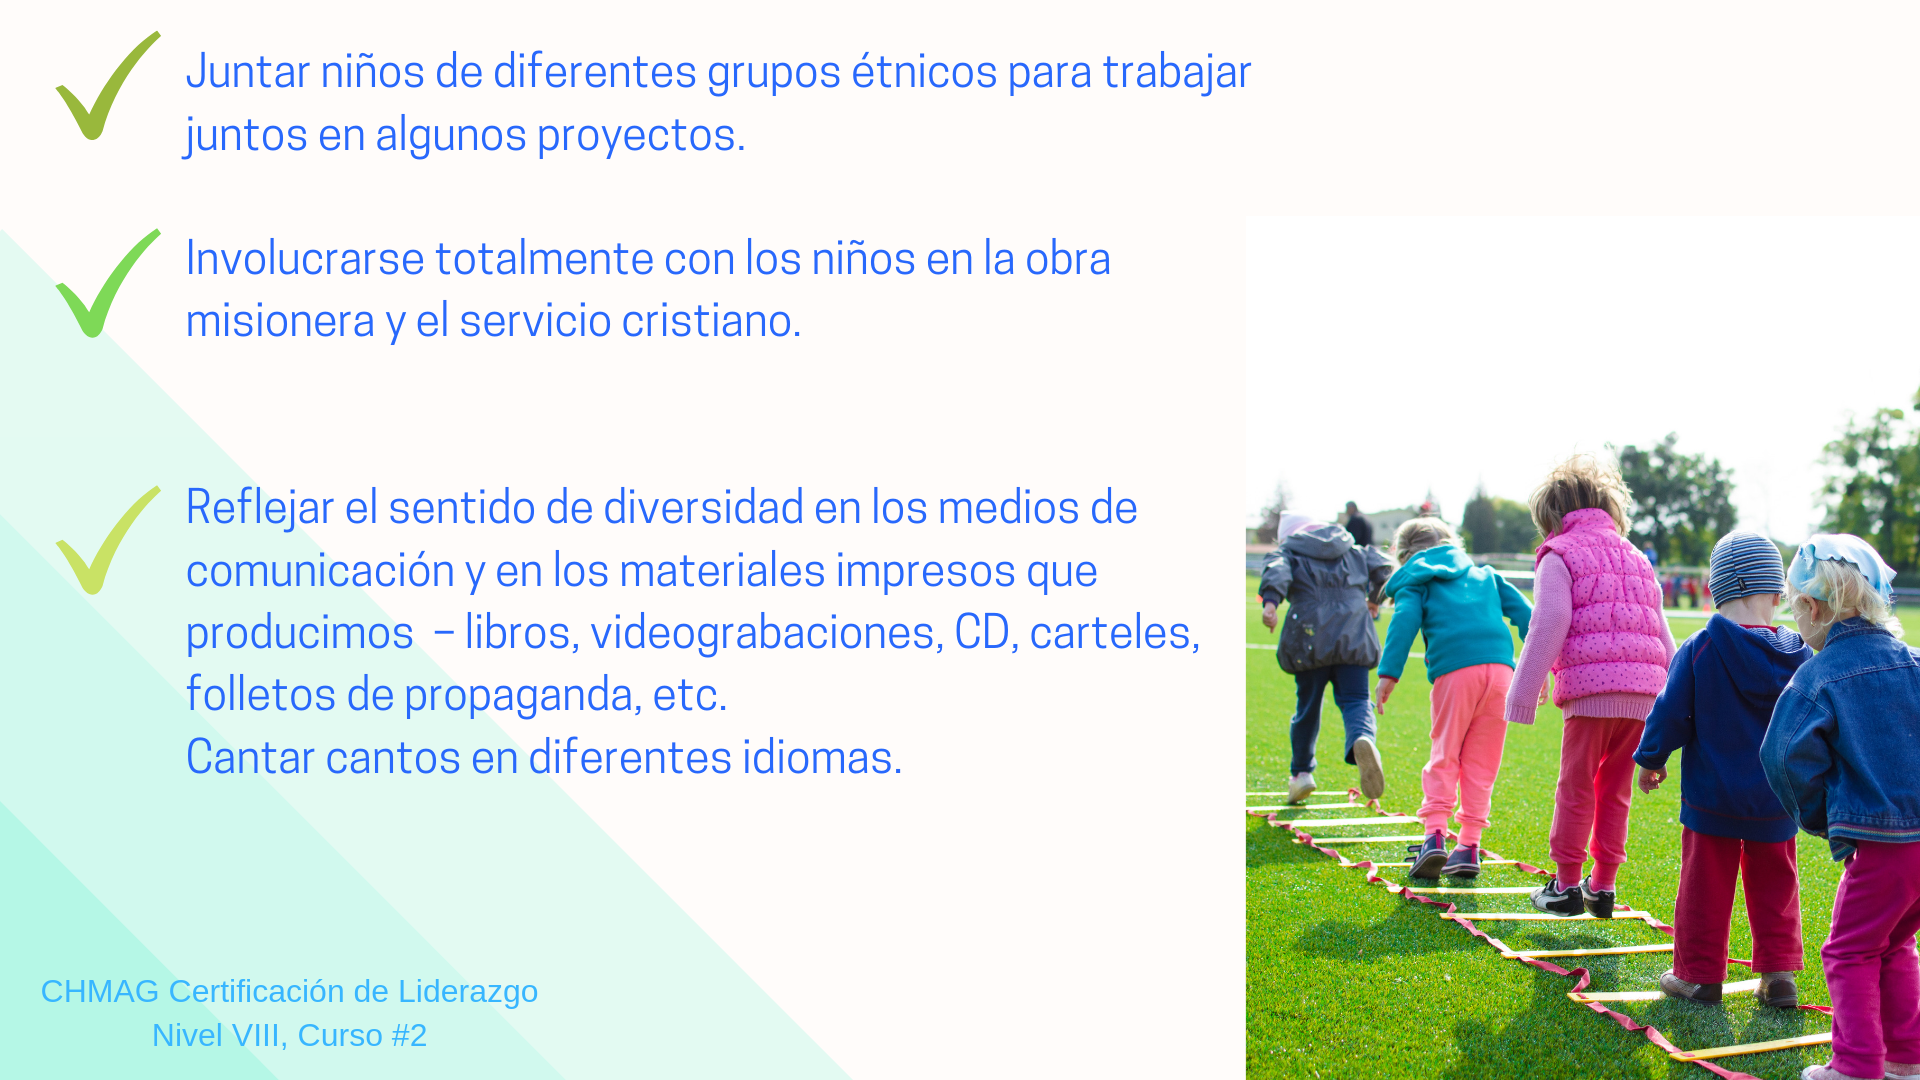 Juntar niños de diferentes grupos étnicos para trabajar
juntos en algunos proyectos.
Involucrarse totalmente con los niños en la obra
misionera y el servicio cristiano.
Reflejar el sentido de diversidad en los medios de
comunicación y en los materiales impresos que
producimos  – libros, videograbaciones, CD, carteles,
folletos de propaganda, etc.
Cantar cantos en diferentes idiomas.
CHMAG Certificación de Liderazgo
Nivel VIII, Curso #2